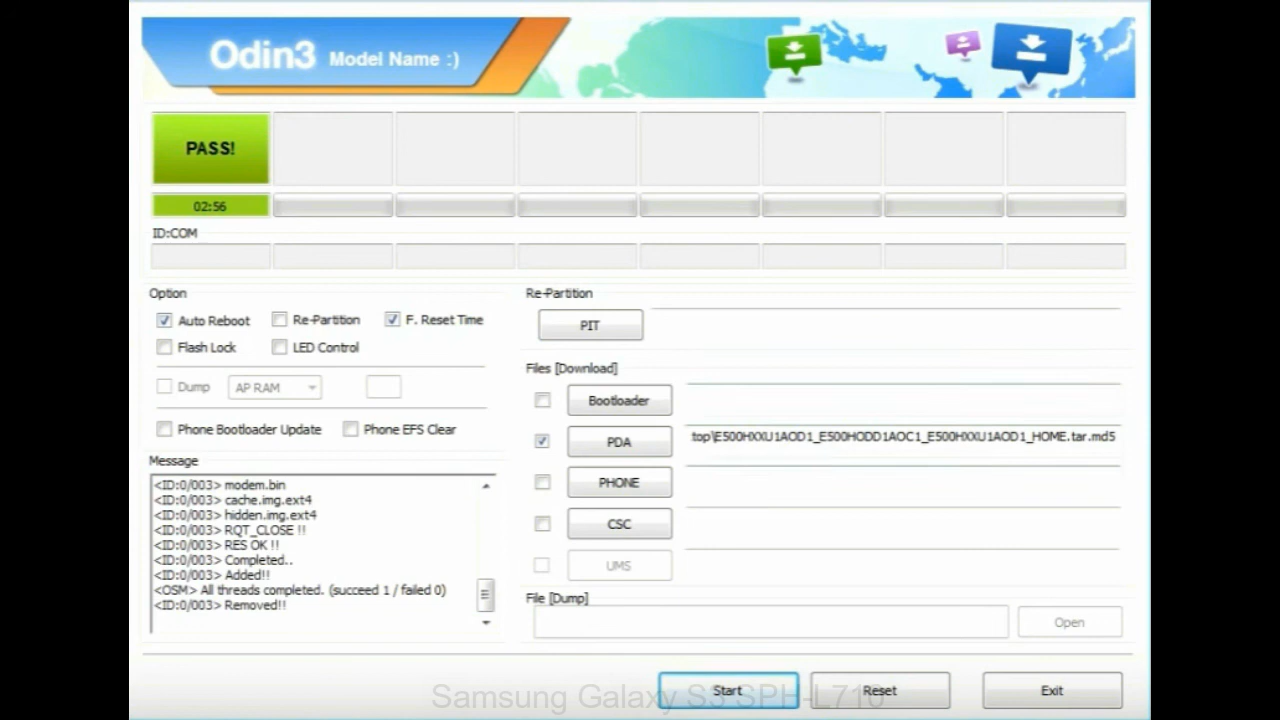 Odin3 Model Name :)
PASS!
02:56
ID:COM
Option
Auto Reboot Re-Partition F. Reset Time
Flash Lock LED Control
Dump AP RAM
Phone Bootloader Update Phone EFS Clear
Message
<ID:0/003> modem.bin
<ID:0/003> cache.img.ext4
<ID:0/003> hidden.img.ext4
<ID:0/003> RQT_CLOSE !!
<ID:0/003> RES OK !!
<ID:0/003> Completed..
<ID:0/003> Added!!
<OSM> All threads completed. (succeed 1 / failed 0)
<ID:0/003> Removed!!
Re-Partition
PIT
Files [Download]
Bootloader
PDA top\E500HXXU1AOD1_E500HODD1AOC1_E500HXXU1AOD1_HOME.tar.md5
PHONE
CSC
UMS
File [Dump]
Open
Start Reset Exit
Samsung Galaxy S3 SPH-L710